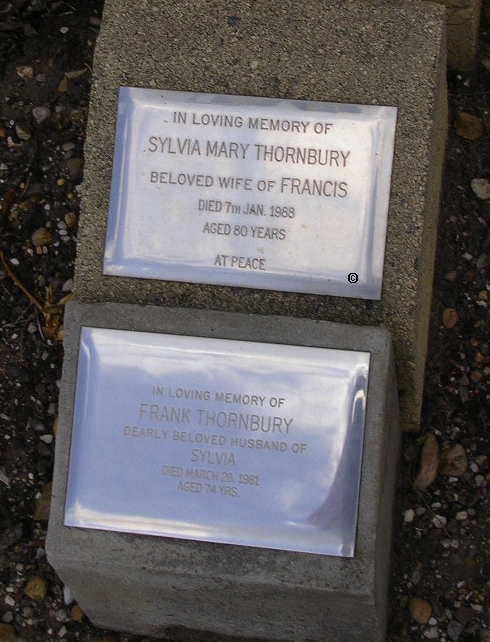 IN LOVING MEMORY OF
SYLVIA MARY THORNBURY
BELOVED WIFE OF FRANCIS
DIED 7TH JAN. 1988
AGED 80 YEARS
AT PEACE
©
IN LOVING MEMORY OF
FRANK THORNBURY
DEARLY BELOVED HUSBAND OF
SYLVIA
DIED MARCH 28, 1981
AGED 74 YRS.